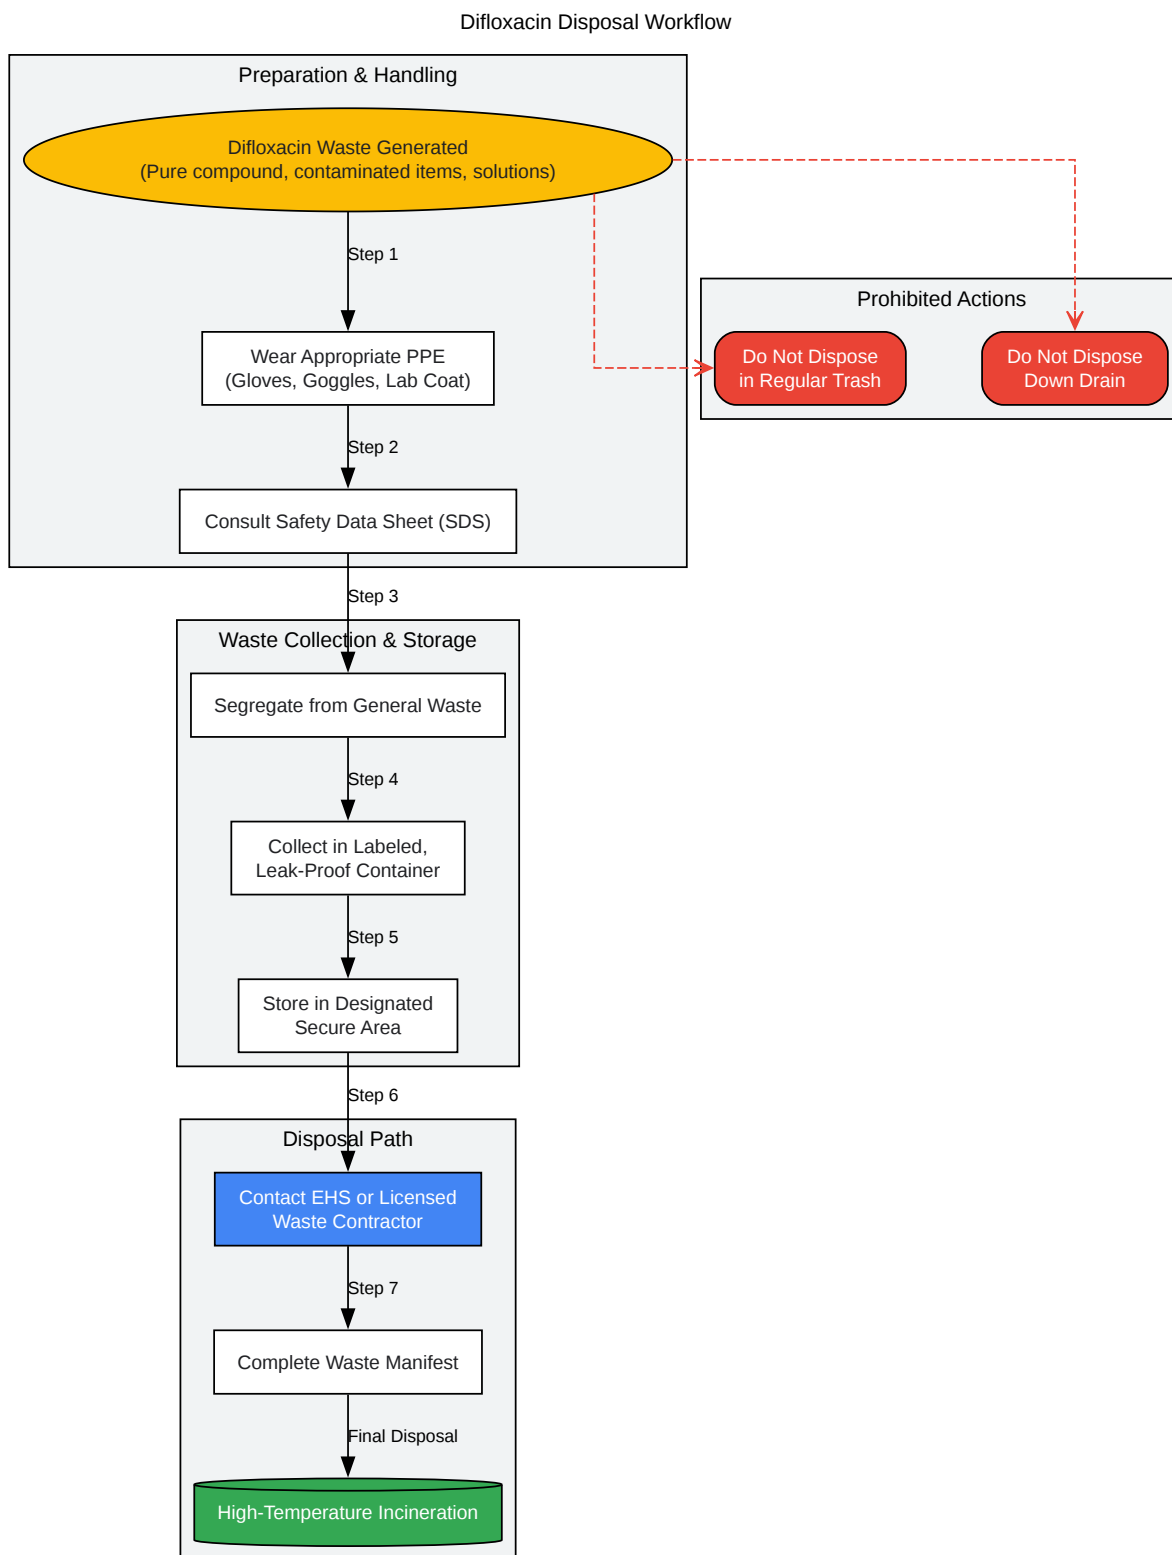 Difloxacin Disposal Workflow
Preparation & Handling
Difloxacin Waste Generated
(Pure compound, contaminated items, solutions)
Step 1
Wear Appropriate PPE
(Gloves, Goggles, Lab Coat)
Step 2
Consult Safety Data Sheet (SDS)
Prohibited Actions
Do Not Dispose
in Regular Trash
Do Not Dispose
Down Drain
Step 3
Waste Collection & Storage
Segregate from General Waste
Step 4
Collect in Labeled,
Leak-Proof Container
Step 5
Store in Designated
Secure Area
Step 6
Disposal Path
Contact EHS or Licensed
Waste Contractor
Step 7
Complete Waste Manifest
Final Disposal
High-Temperature Incineration